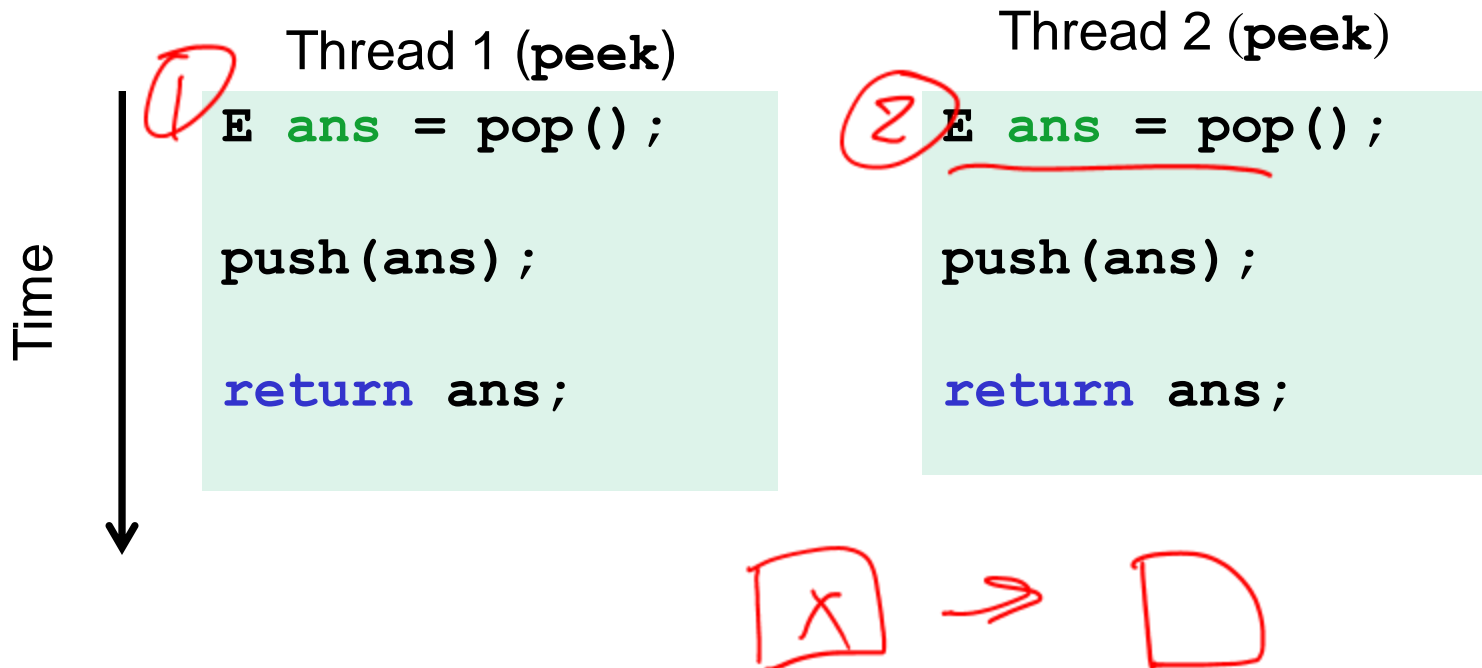 Thread 1 (peek)
Thread 2 (peek)
Time
1
E ans = pop();
push(ans);
return ans;
2
E ans = pop();
push(ans);
return ans;
X